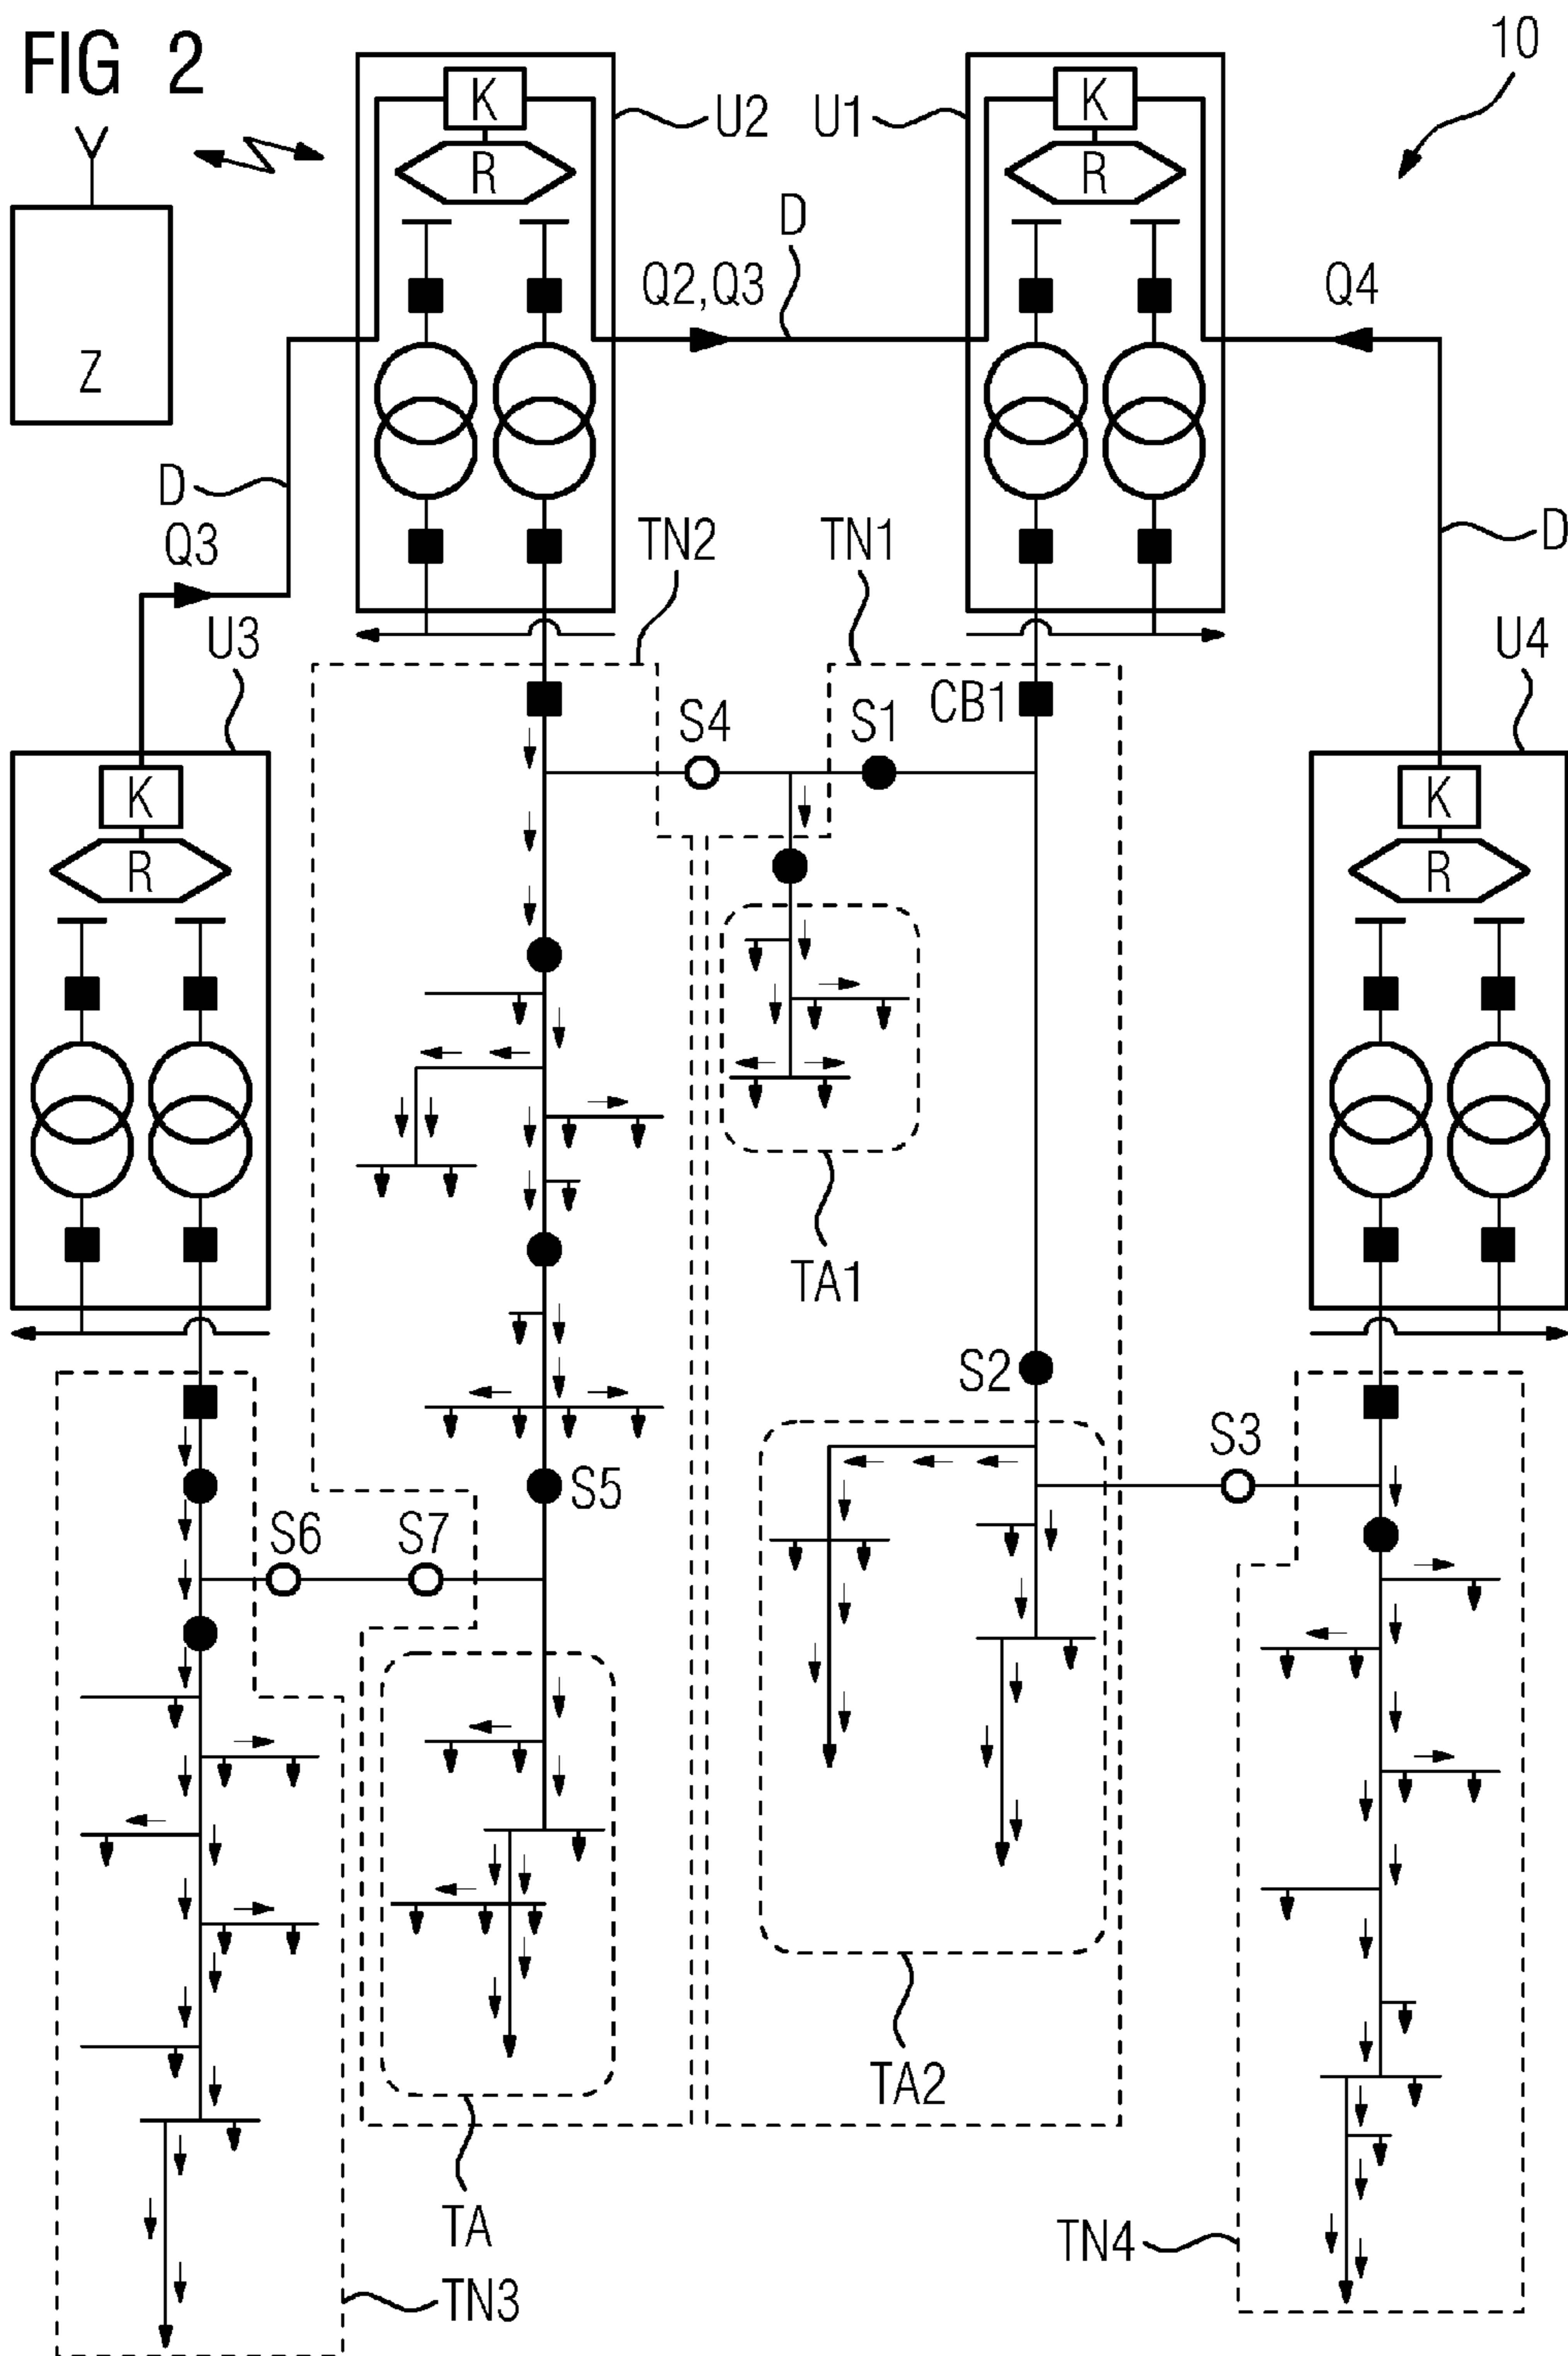 FIG 2
10
K
U2
U1
K
R
R
D
Z
Q2,Q3
Q4
D
Q3
TN2
TN1
D
U3
U4
S4
S1
CB1
K
K
R
R
TA1
S2
S3
S5
S6
S7
TA2
TA
TN4
TN3